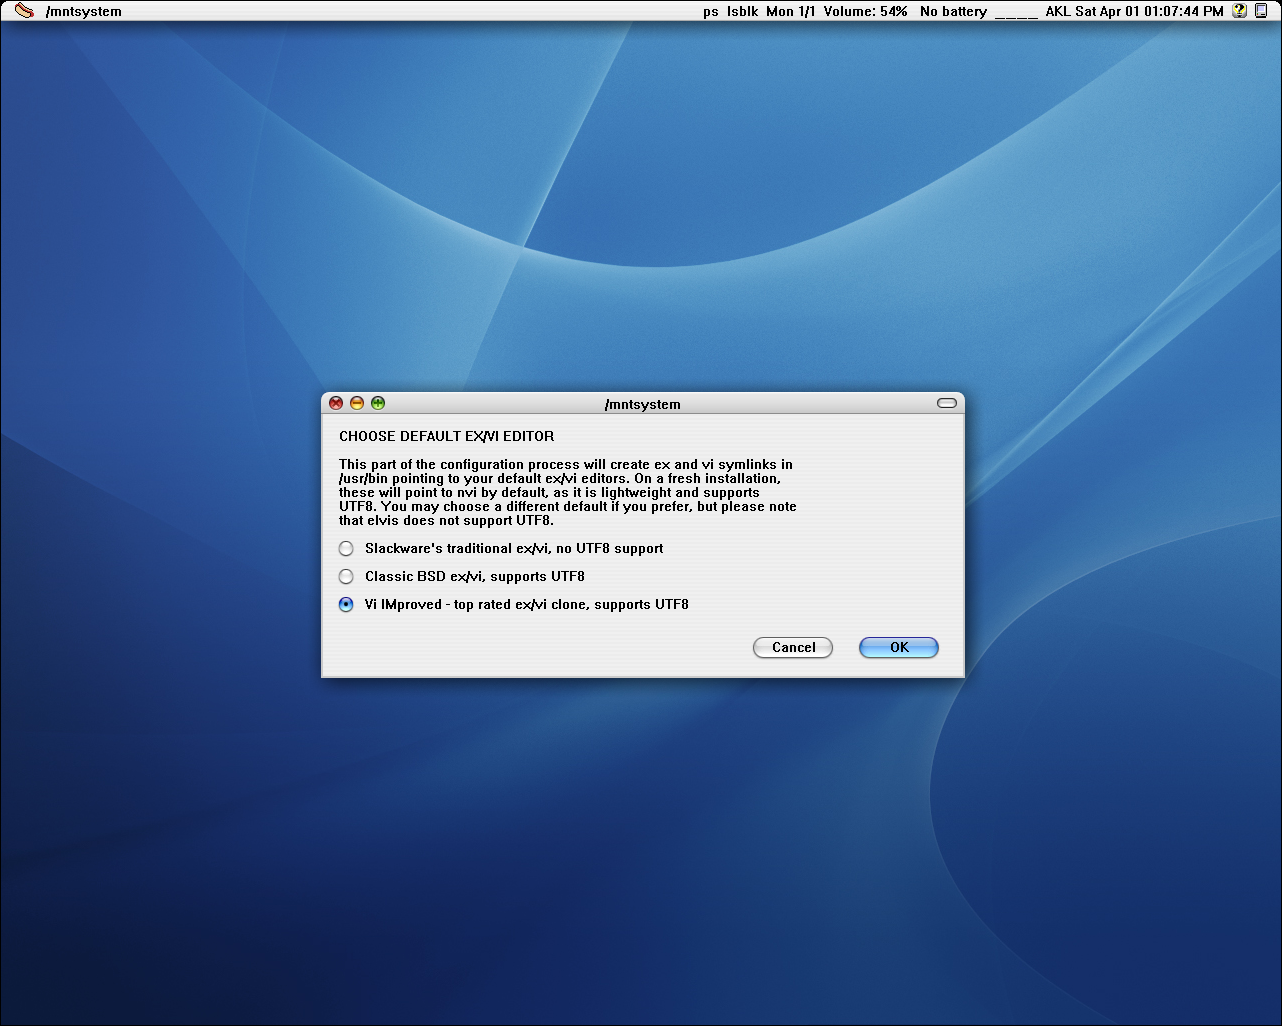 /mntsystem
ps lsblk Mon 1/1 Volume: 54% No battery ____ AKL Sat Apr 01 01:07:44 PM
/mntsystem
CHOOSE DEFAULT EX/VI EDITOR
This part of the configuration process will create ex and vi symlinks in
/usr/bin pointing to your default ex/vi editors. On a fresh installation,
these will point to nvi by default, as it is lightweight and supports
UTF8. You may choose a different default if you prefer, but please note
that elvis does not support UTF8.
Slackware's traditional ex/vi, no UTF8 support
Classic BSD ex/vi, supports UTF8
Vi IMproved - top rated ex/vi clone, supports UTF8
Cancel
OK